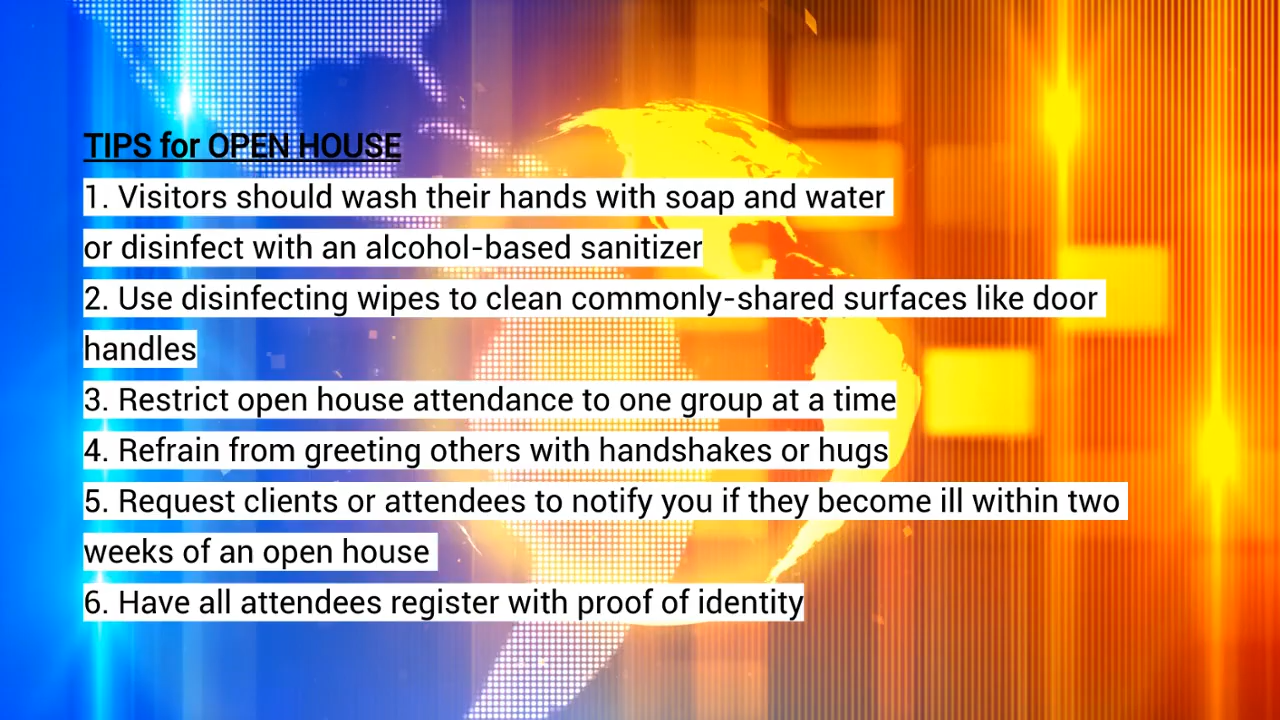 TIPS for OPEN HOUSE
1. Visitors should wash their hands with soap and water
or disinfect with an alcohol-based sanitizer
2. Use disinfecting wipes to clean commonly-shared surfaces like door
handles
3. Restrict open house attendance to one group at a time
4. Refrain from greeting others with handshakes or hugs
5. Request clients or attendees to notify you if they become ill within two
weeks of an open house
6. Have all attendees register with proof of identity